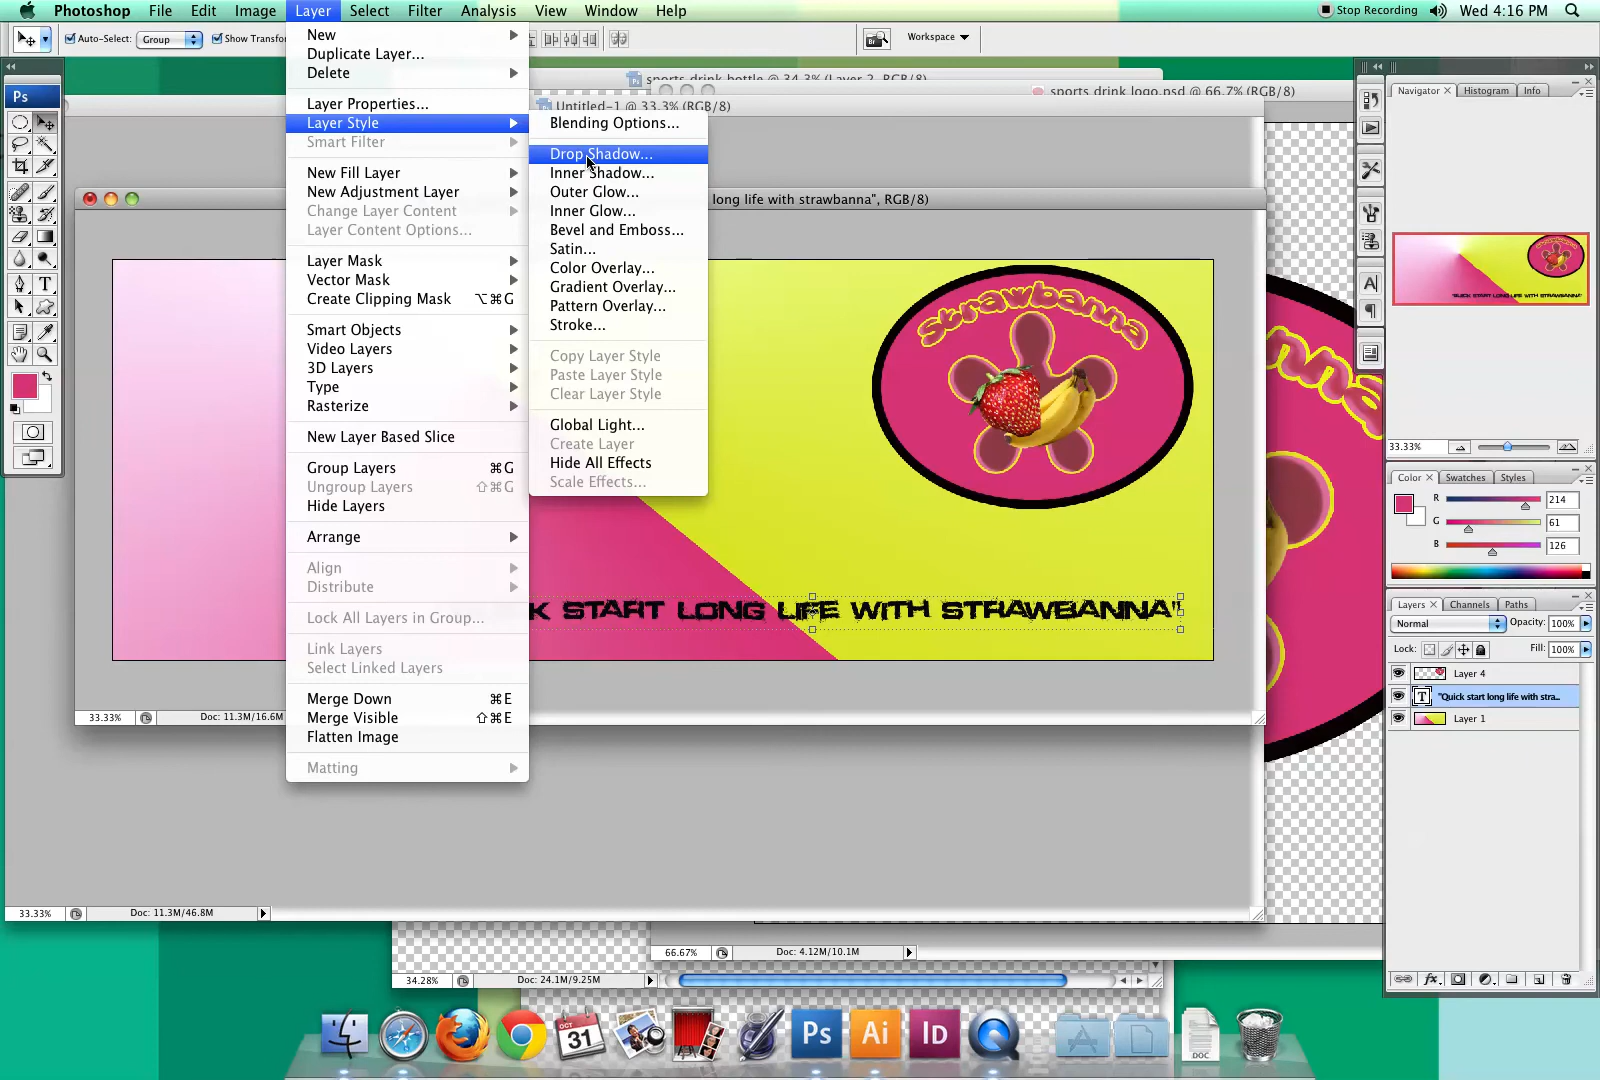 Photoshop File Edit Image Layer Select Filter Analysis View Window Help Stop Recording Wed 4:16 PM
Auto-Select: Group Show Transfo Workspace
Ps
sports drink bottle @ 34.3% (Layer 2, RGB/8)
sports drink logo.psd @ 66.7% (RGB/8)
Untitled-1 @ 33.3% (RGB/8)
long life with strawbanna", RGB/8)
New
Duplicate Layer...
Delete
Layer Properties...
Layer Style
Smart Filter
New Fill Layer
New Adjustment Layer
Change Layer Content
Layer Content Options...
Layer Mask
Vector Mask
Create Clipping Mask ⌥⌘G
Smart Objects
Video Layers
3D Layers
Type
Rasterize
New Layer Based Slice
Group Layers ⌘G
Ungroup Layers ⇧⌘G
Hide Layers
Arrange
Align
Distribute
Lock All Layers in Group...
Link Layers
Select Linked Layers
Merge Down ⌘E
Merge Visible ⇧⌘E
Flatten Image
Matting
Blending Options...
Drop Shadow...
Inner Shadow...
Outer Glow...
Inner Glow...
Bevel and Emboss...
Satin...
Color Overlay...
Gradient Overlay...
Pattern Overlay...
Stroke...
Copy Layer Style
Paste Layer Style
Clear Layer Style
Global Light...
Create Layer
Hide All Effects
Scale Effects...
strawbanna
K START LONG LIFE WITH STRAWBANNA"
33.33% Doc: 11.3M/16.6M
33.33% Doc: 11.3M/46.8M
66.67% Doc: 4.12M/10.1M
34.28% Doc: 24.1M/9.25M
Navigator Histogram Info
"QUICK START LONG LIFE WITH STRAWBANNA"
33.33%
Color Swatches Styles
R 214
G 61
B 126
Layers Channels Paths
Normal Opacity: 100%
Lock: Fill: 100%
Layer 4
T "Quick start long life with stra...
Layer 1
fx
OCT
31
Ps Ai Id
DOC